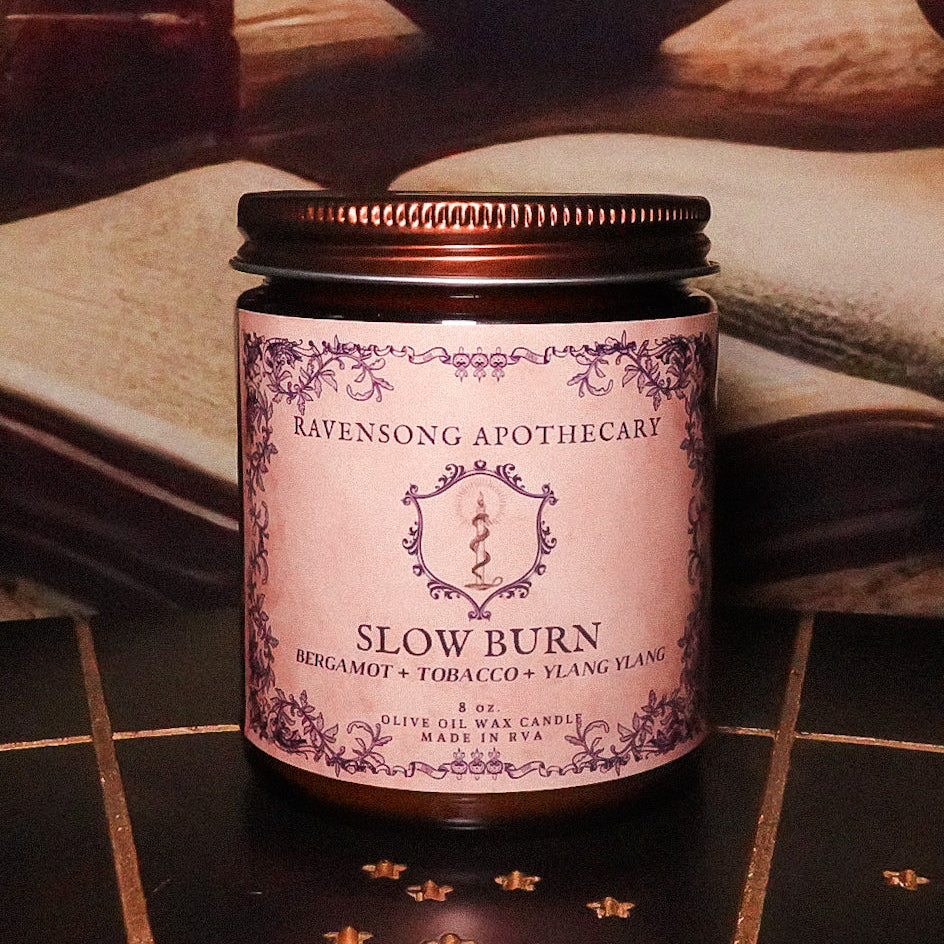 RAVENSONG APOTHECARY
SLOW BURN
BERGAMOT + TOBACCO + YLANG YLANG
8 oz.
OLIVE OIL WAX CANDLE
MADE IN RVA